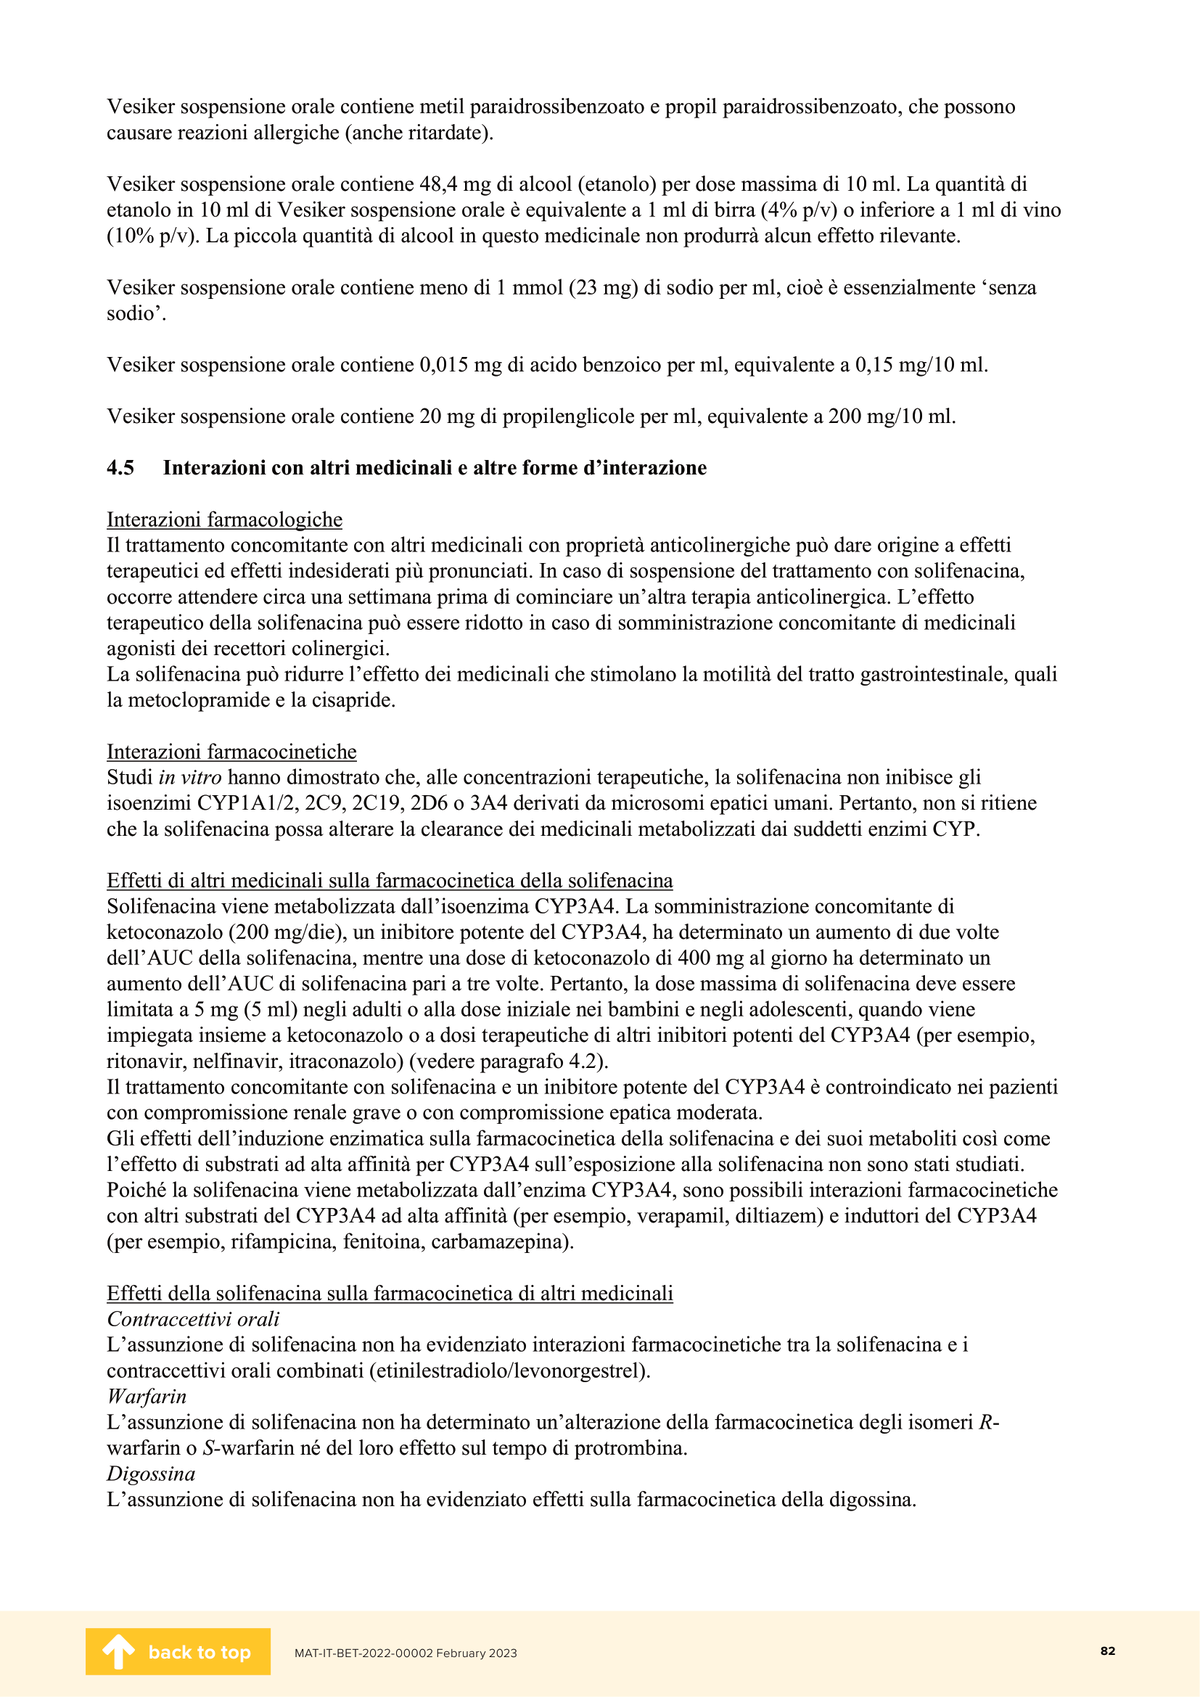 Vesiker sospensione orale contiene metil paraidrossibenzoato e propil paraidrossibenzoato, che possono
causare reazioni allergiche (anche ritardate).
Vesiker sospensione orale contiene 48,4 mg di alcool (etanolo) per dose massima di 10 ml. La quantità di
etanolo in 10 ml di Vesiker sospensione orale è equivalente a 1 ml di birra (4% p/v) o inferiore a 1 ml di vino
(10% p/v). La piccola quantità di alcool in questo medicinale non produrrà alcun effetto rilevante.
Vesiker sospensione orale contiene meno di 1 mmol (23 mg) di sodio per ml, cioè è essenzialmente ‘senza
sodio’.
Vesiker sospensione orale contiene 0,015 mg di acido benzoico per ml, equivalente a 0,15 mg/10 ml.
Vesiker sospensione orale contiene 20 mg di propilenglicole per ml, equivalente a 200 mg/10 ml.
4.5 Interazioni con altri medicinali e altre forme d’interazione
Interazioni farmacologiche
Il trattamento concomitante con altri medicinali con proprietà anticolinergiche può dare origine a effetti
terapeutici ed effetti indesiderati più pronunciati. In caso di sospensione del trattamento con solifenacina,
occorre attendere circa una settimana prima di cominciare un’altra terapia anticolinergica. L’effetto
terapeutico della solifenacina può essere ridotto in caso di somministrazione concomitante di medicinali
agonisti dei recettori colinergici.
La solifenacina può ridurre l’effetto dei medicinali che stimolano la motilità del tratto gastrointestinale, quali
la metoclopramide e la cisapride.
Interazioni farmacocinetiche
Studi in vitro hanno dimostrato che, alle concentrazioni terapeutiche, la solifenacina non inibisce gli
isoenzimi CYP1A1/2, 2C9, 2C19, 2D6 o 3A4 derivati da microsomi epatici umani. Pertanto, non si ritiene
che la solifenacina possa alterare la clearance dei medicinali metabolizzati dai suddetti enzimi CYP.
Effetti di altri medicinali sulla farmacocinetica della solifenacina
Solifenacina viene metabolizzata dall’isoenzima CYP3A4. La somministrazione concomitante di
ketoconazolo (200 mg/die), un inibitore potente del CYP3A4, ha determinato un aumento di due volte
dell’AUC della solifenacina, mentre una dose di ketoconazolo di 400 mg al giorno ha determinato un
aumento dell’AUC di solifenacina pari a tre volte. Pertanto, la dose massima di solifenacina deve essere
limitata a 5 mg (5 ml) negli adulti o alla dose iniziale nei bambini e negli adolescenti, quando viene
impiegata insieme a ketoconazolo o a dosi terapeutiche di altri inibitori potenti del CYP3A4 (per esempio,
ritonavir, nelfinavir, itraconazolo) (vedere paragrafo 4.2).
Il trattamento concomitante con solifenacina e un inibitore potente del CYP3A4 è controindicato nei pazienti
con compromissione renale grave o con compromissione epatica moderata.
Gli effetti dell’induzione enzimatica sulla farmacocinetica della solifenacina e dei suoi metaboliti così come
l’effetto di substrati ad alta affinità per CYP3A4 sull’esposizione alla solifenacina non sono stati studiati.
Poiché la solifenacina viene metabolizzata dall’enzima CYP3A4, sono possibili interazioni farmacocinetiche
con altri substrati del CYP3A4 ad alta affinità (per esempio, verapamil, diltiazem) e induttori del CYP3A4
(per esempio, rifampicina, fenitoina, carbamazepina).
Effetti della solifenacina sulla farmacocinetica di altri medicinali
Contraccettivi orali
L’assunzione di solifenacina non ha evidenziato interazioni farmacocinetiche tra la solifenacina e i
contraccettivi orali combinati (etinilestradiolo/levonorgestrel).
Warfarin
L’assunzione di solifenacina non ha determinato un’alterazione della farmacocinetica degli isomeri R-
warfarin o S-warfarin né del loro effetto sul tempo di protrombina.
Digossina
L’assunzione di solifenacina non ha evidenziato effetti sulla farmacocinetica della digossina.
back to top
MAT-IT-BET-2022-00002 February 2023
82